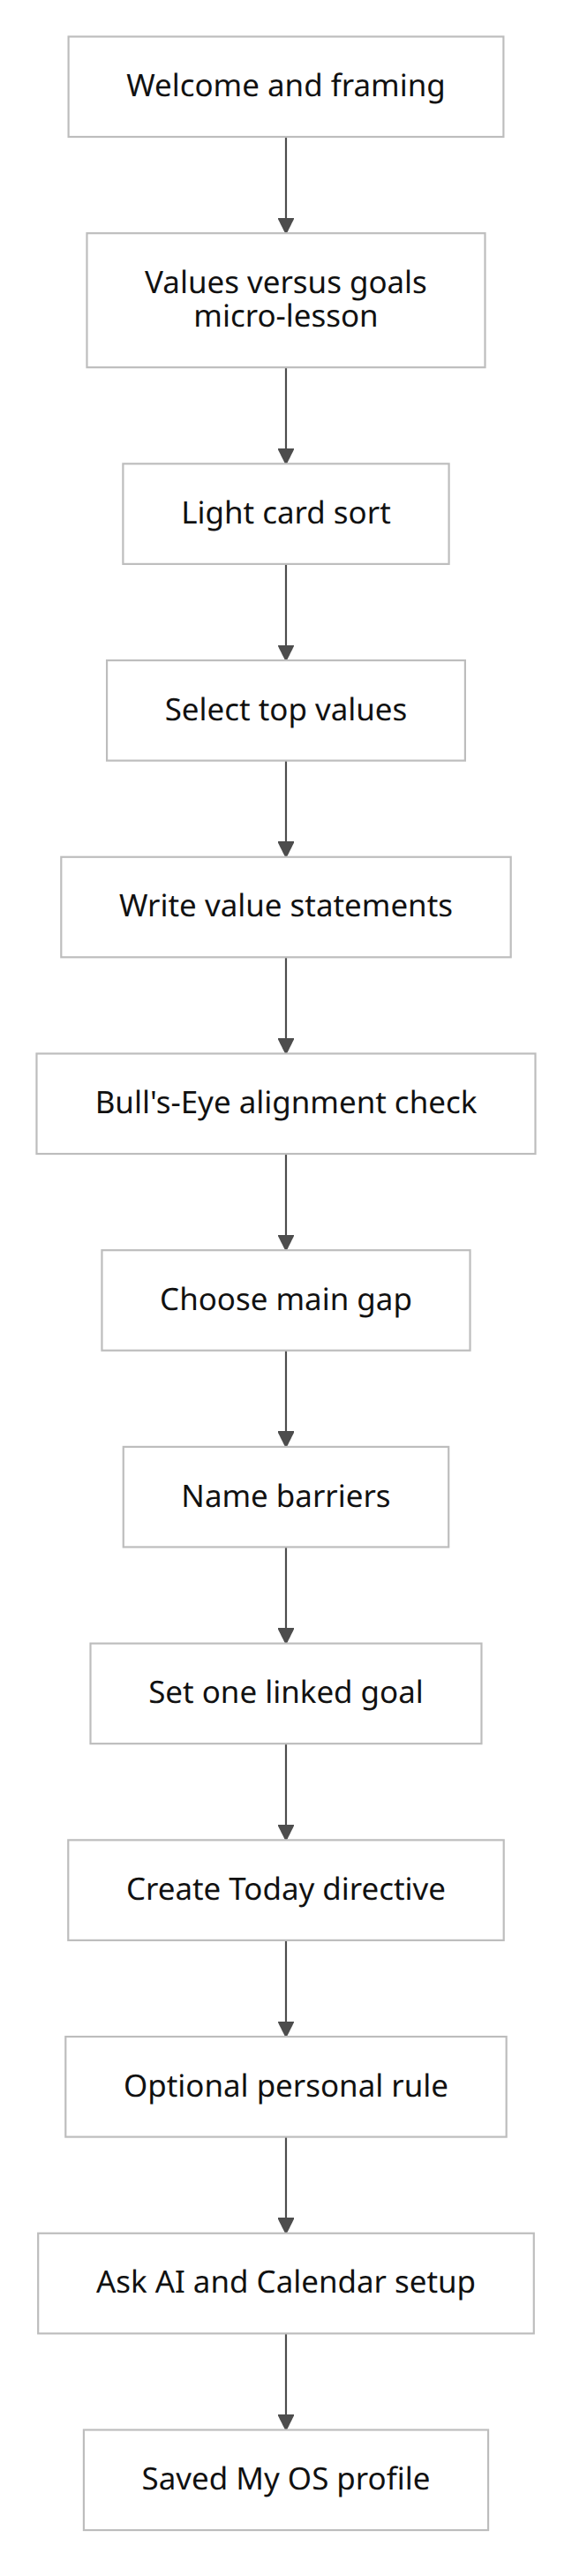 Welcome and framing
Values versus goals
micro-lesson
Light card sort
Select top values
Write value statements
Bull's-Eye alignment check
Choose main gap
Name barriers
Set one linked goal
Create Today directive
Optional personal rule
Ask AI and Calendar setup
Saved My OS profile